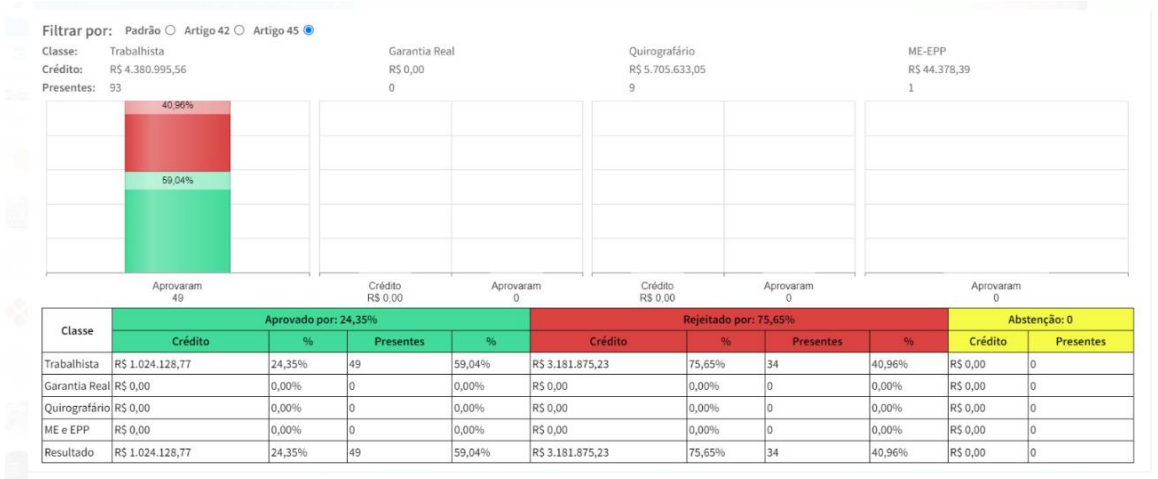 Filtrar por: Padrão Artigo 42 Artigo 45
Classe: Trabalhista Garantia Real Quirografário ME-EPP
Crédito: R$ 4.380.995,56 R$ 0,00 R$ 5.705.633,05 R$ 44.378,39
Presentes: 93 0 9 1
40,96%
59,04%
Aprovaram Crédito Aprovaram Crédito Aprovaram Aprovaram
49 R$ 0,00 0 R$ 0,00 0 0
Classe Aprovado por: 24,35% Rejeitado por: 75,65% Abstenção: 0
Crédito % Presentes % Crédito % Presentes % Crédito Presentes
Trabalhista R$ 1.024.128,77 24,35% 49 59,04% R$ 3.181.875,23 75,65% 34 40,96% R$ 0,00 0
Garantia Real R$ 0,00 0,00% 0 0,00% R$ 0,00 0,00% 0 0,00% R$ 0,00 0
Quirografário R$ 0,00 0,00% 0 0,00% R$ 0,00 0,00% 0 0,00% R$ 0,00 0
ME e EPP R$ 0,00 0,00% 0 0,00% R$ 0,00 0,00% 0 0,00% R$ 0,00 0
Resultado R$ 1.024.128,77 24,35% 49 59,04% R$ 3.181.875,23 75,65% 34 40,96% R$ 0,00 0